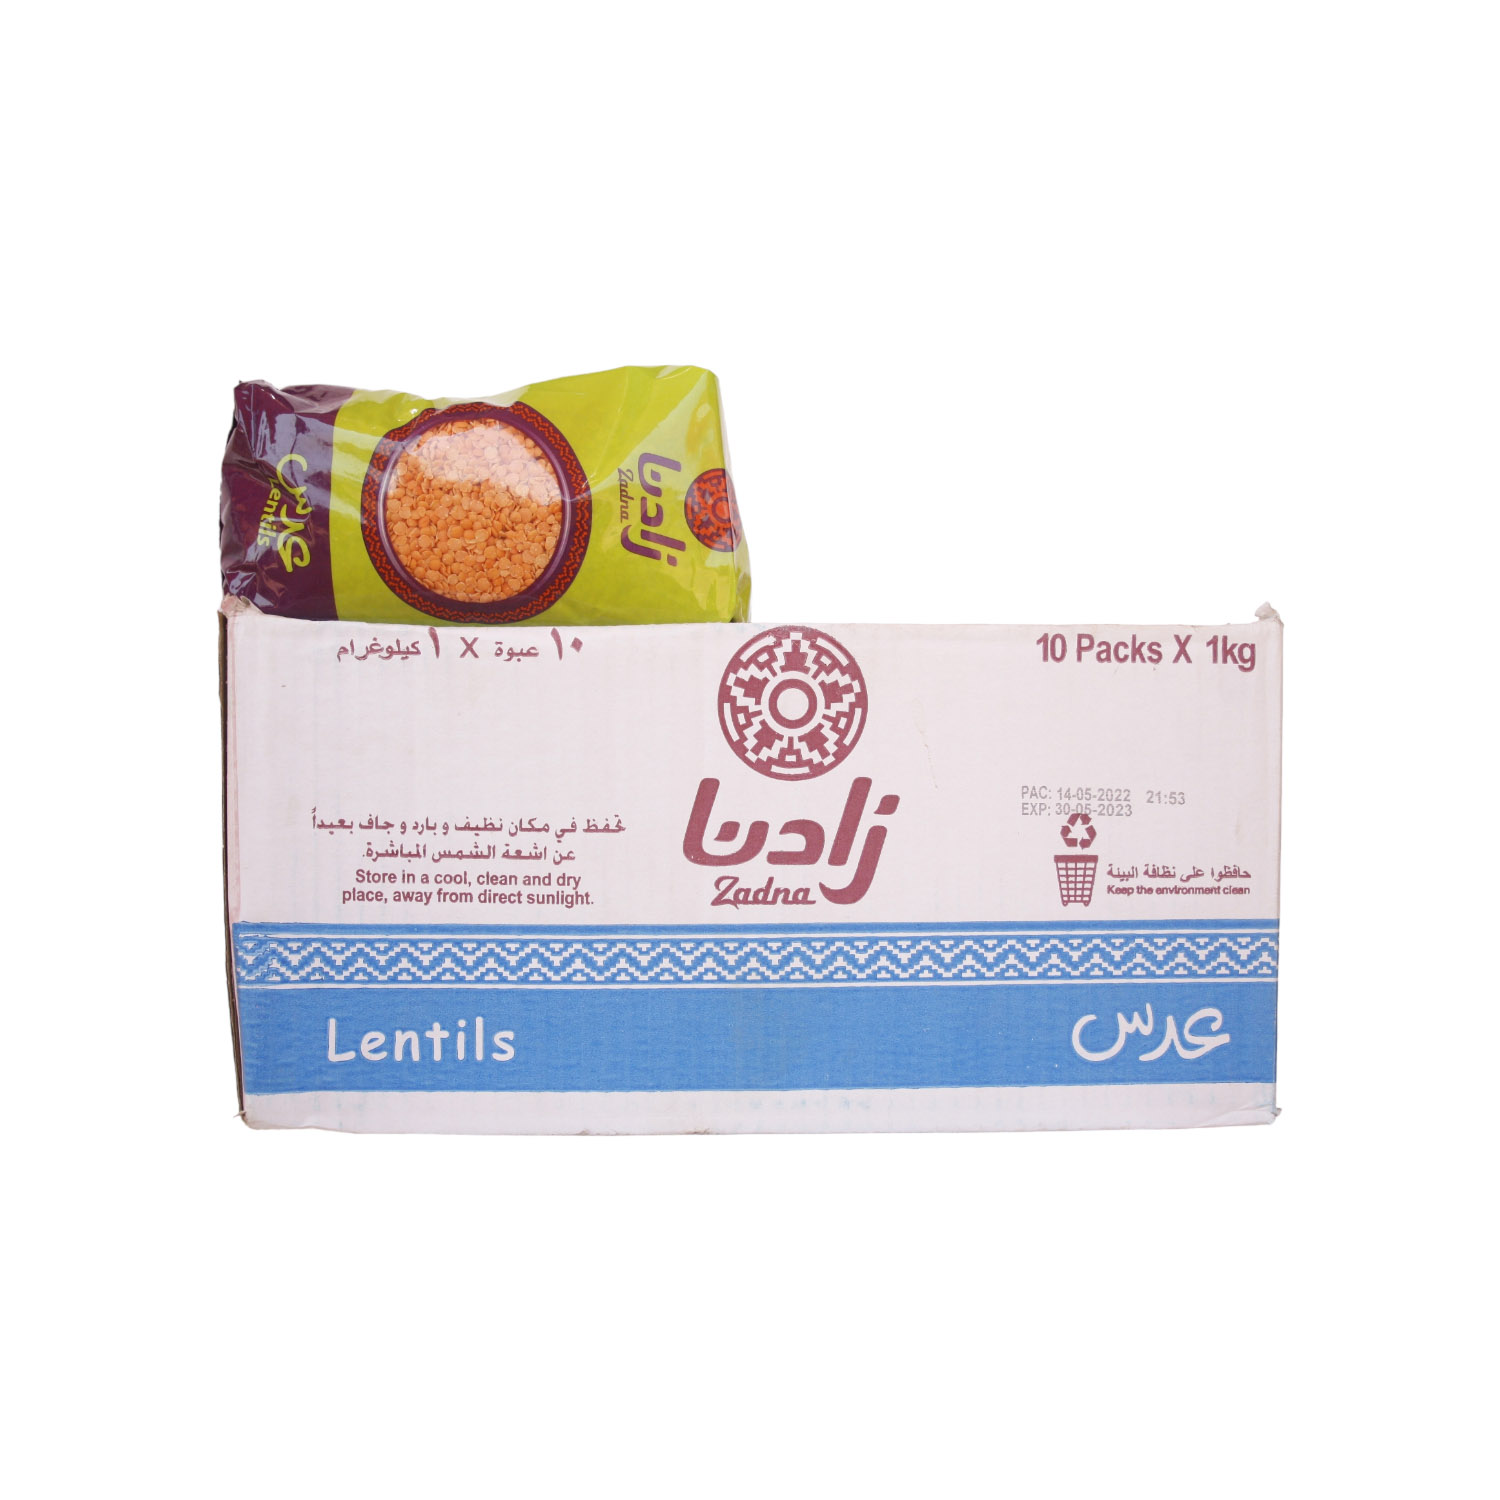 زادنا
Zadna
عدس
Lentils
١٠ عبوة X ١ كيلوغرام
10 Packs X 1kg
زادنا
Zadna
PAC: 14-05-2022 21:53
EXP: 30-05-2023
تحفظ في مكان نظيف و بارد و جاف بعيداً
عن اشعة الشمس المباشرة.
Store in a cool, clean and dry
place, away from direct sunlight.
حافظوا على نظافة البيئة
Keep the environment clean
Lentils
عدس